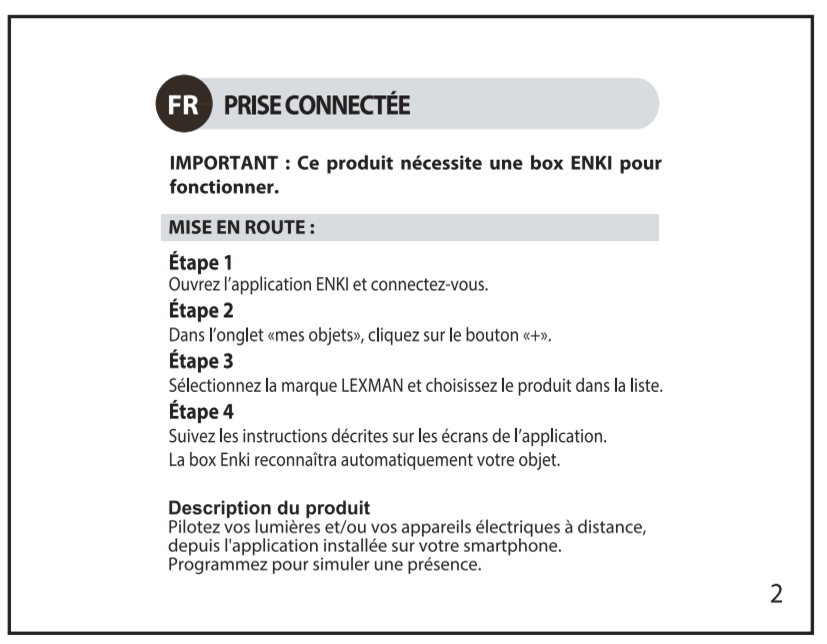 FR PRISE CONNECTÉE
IMPORTANT : Ce produit nécessite une box ENKI pour
fonctionner.
MISE EN ROUTE :
Étape 1
Ouvrez l’application ENKI et connectez-vous.
Étape 2
Dans l’onglet «mes objets», cliquez sur le bouton «+».
Étape 3
Sélectionnez la marque LEXMAN et choisissez le produit dans la liste.
Étape 4
Suivez les instructions décrites sur les écrans de l’application.
La box Enki reconnaîtra automatiquement votre objet.
Description du produit
Pilotez vos lumières et/ou vos appareils électriques à distance,
depuis l'application installée sur votre smartphone.
Programmez pour simuler une présence.
2